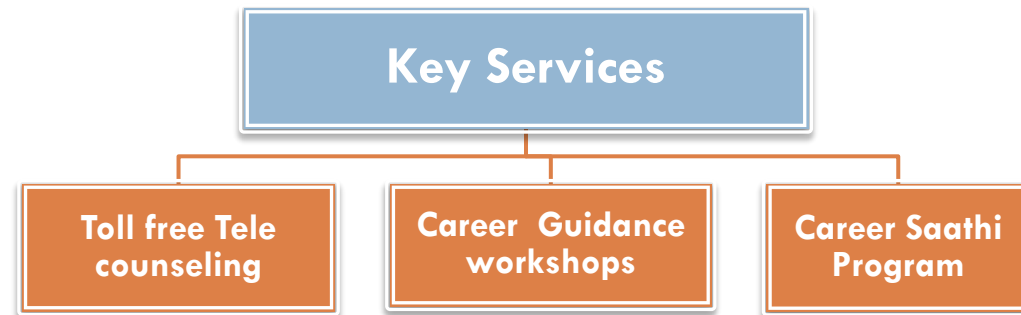 Key Services
Toll free Tele
counseling
Career Guidance
workshops
Career Saathi
Program